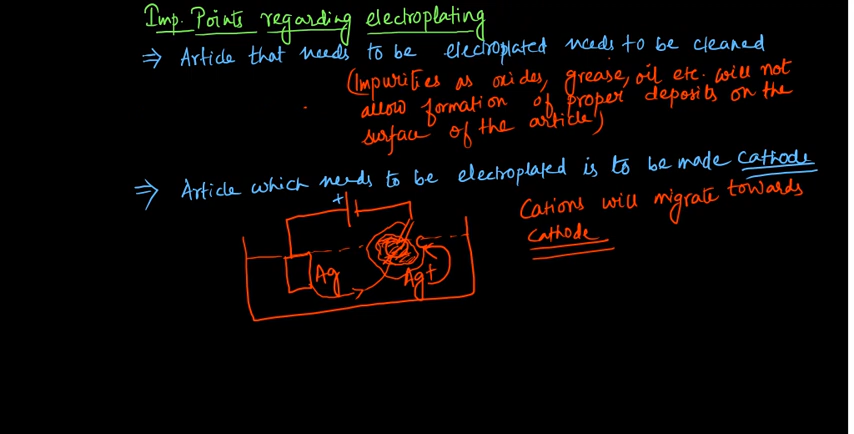 Imp. Points regarding electroplating
⇒ Article that needs to be electroplated needs to be cleaned
(Impurities as oxides, grease, oil etc. will not
allow formation of proper deposits on the
surface of the article)
⇒ Article which needs to be electroplated is to be made Cathode
Cations will migrate towards
cathode
+
Ag
Ag+